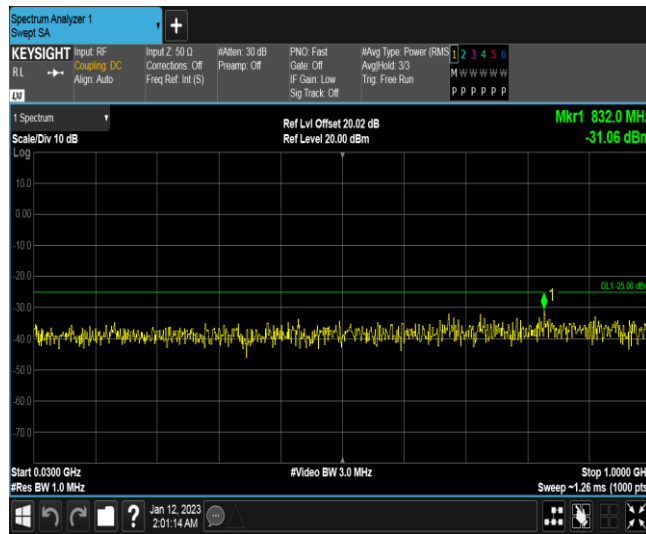 Spectrum Analyzer 1
Swept SA
+
KEYSIGHT Input: RF Input Z: 50 Ω #Atten: 30 dB PNO: Fast #Avg Type: Power (RMS 1 2 3 4 5 6
RL Coupling: DC Corrections: Off Preamp: Off Gate: Off Avg|Hold: 3/3 M W W W W W
Align: Auto Freq Ref: Int (S) IF Gain: Low Trig: Free Run
LXI Sig Track: Off P P P P P P
1 Spectrum Ref Lvl Offset 20.02 dB Mkr1 832.0 MHz
Scale/Div 10 dB Ref Level 20.00 dBm -31.06 dBm
Log
10.0
0.00
-10.0
-20.0
DL1 -25.00 dBm
1
-30.0
-40.0
-50.0
-60.0
-70.0
Start 0.0300 GHz #Video BW 3.0 MHz Stop 1.0000 GH
#Res BW 1.0 MHz Sweep ~1.26 ms (1000 pts
? Jan 12, 2023
2:01:14 AM